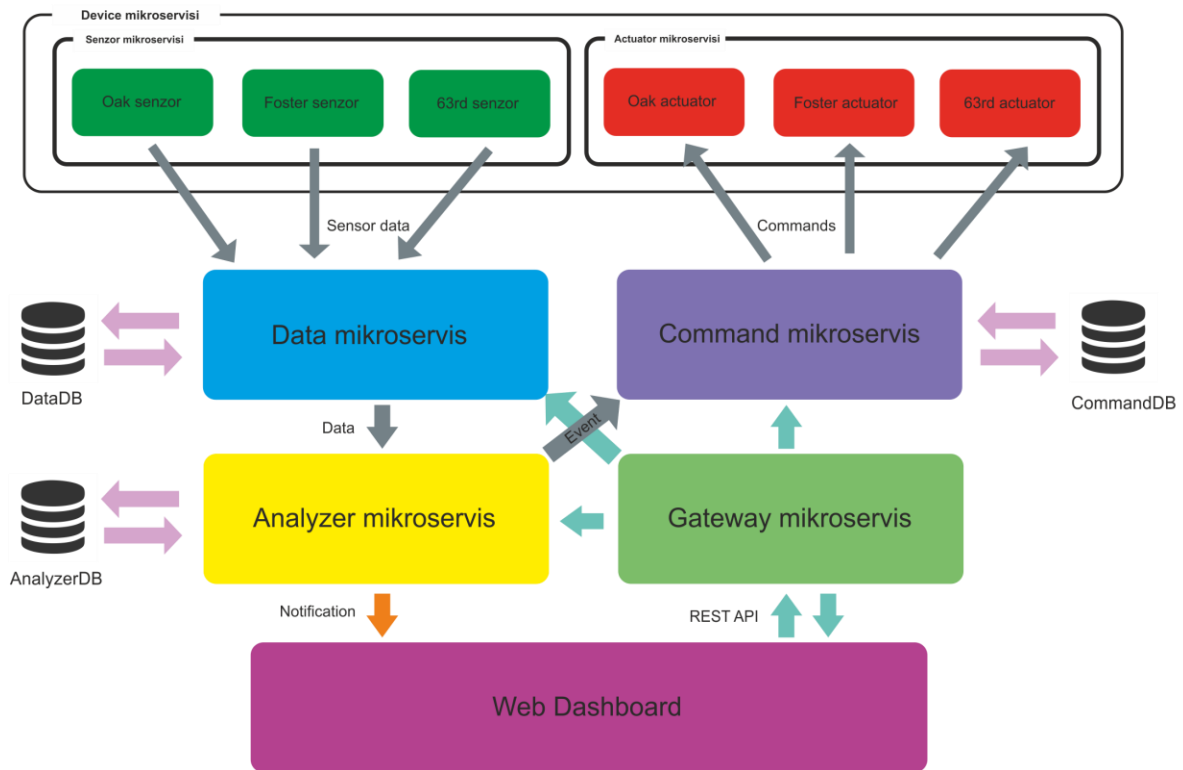 Device mikroservisi
Senzor mikroservisi
Actuator mikroservisi
Oak senzor
Foster senzor
63rd senzor
Oak actuator
Foster actuator
63rd actuator
Sensor data
Commands
Data mikroservis
Command mikroservis
DataDB
CommandDB
Data
Event
Analyzer mikroservis
Gateway mikroservis
AnalyzerDB
Notification
REST API
Web Dashboard